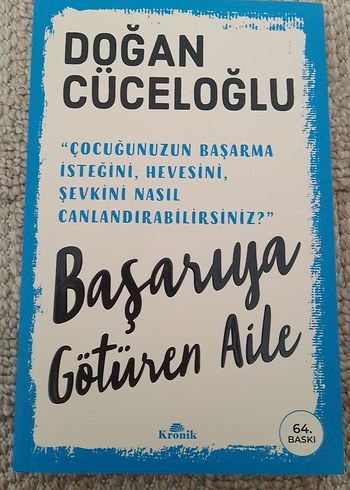 DOĞAN
CÜCELOĞLU
“ÇOCUĞUNUZUN BAŞARMA
İSTEĞİNİ, HEVESİNİ,
ŞEVKİNİ NASIL
CANLANDIRABİLİRSİNİZ?”
Başarıya
Götüren Aile
Kronik
64.
BASKI